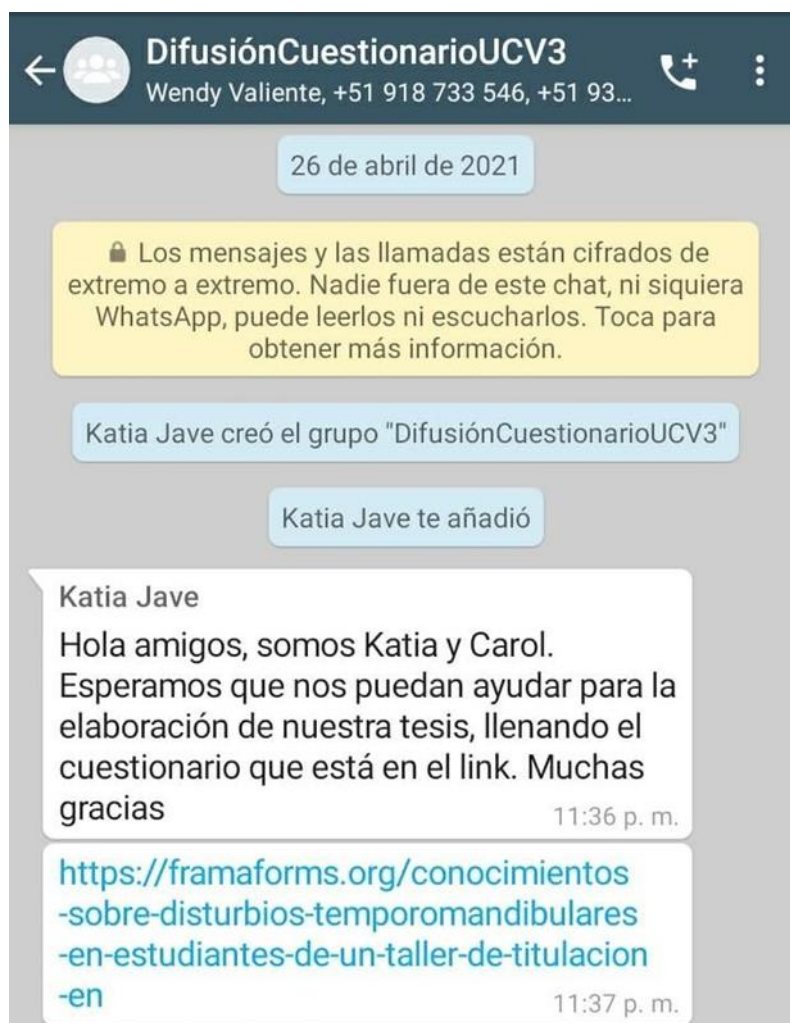 DifusiónCuestionarioUCV3
Wendy Valiente, +51 918 733 546, +51 93...
26 de abril de 2021
Los mensajes y las llamadas están cifrados de
extremo a extremo. Nadie fuera de este chat, ni siquiera
WhatsApp, puede leerlos ni escucharlos. Toca para
obtener más información.
Katia Jave creó el grupo "DifusiónCuestionarioUCV3"
Katia Jave te añadió
Katia Jave
Hola amigos, somos Katia y Carol.
Esperamos que nos puedan ayudar para la
elaboración de nuestra tesis, llenando el
cuestionario que está en el link. Muchas
gracias
11:36 p. m.
https://framaforms.org/conocimientos
-sobre-disturbios-temporomandibulares
-en-estudiantes-de-un-taller-de-titulacion
-en
11:37 p. m.